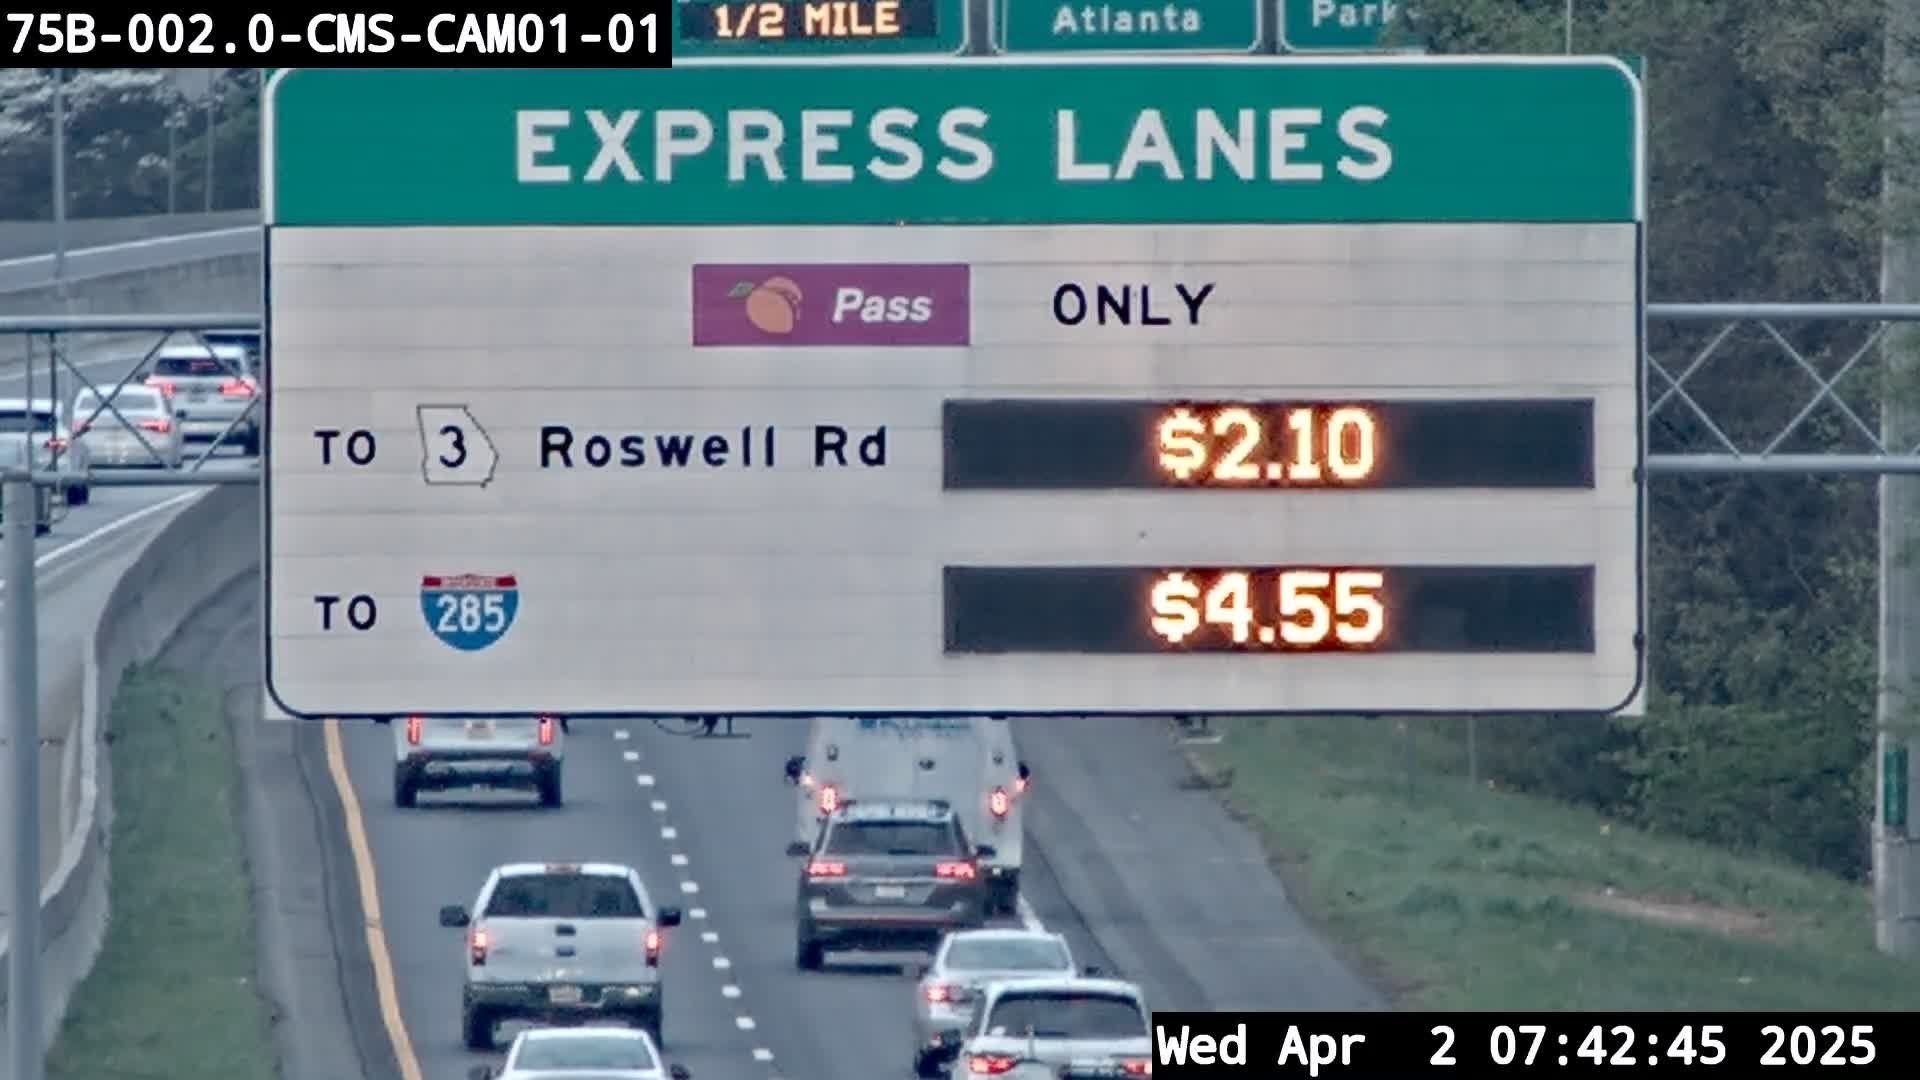 75B-002.0-CMS-CAM01-01
1/2 MILE
Atlanta
Park
EXPRESS LANES
Pass ONLY
TO 3 Roswell Rd $2.10
TO 285 $4.55
Wed Apr 2 07:42:45 2025